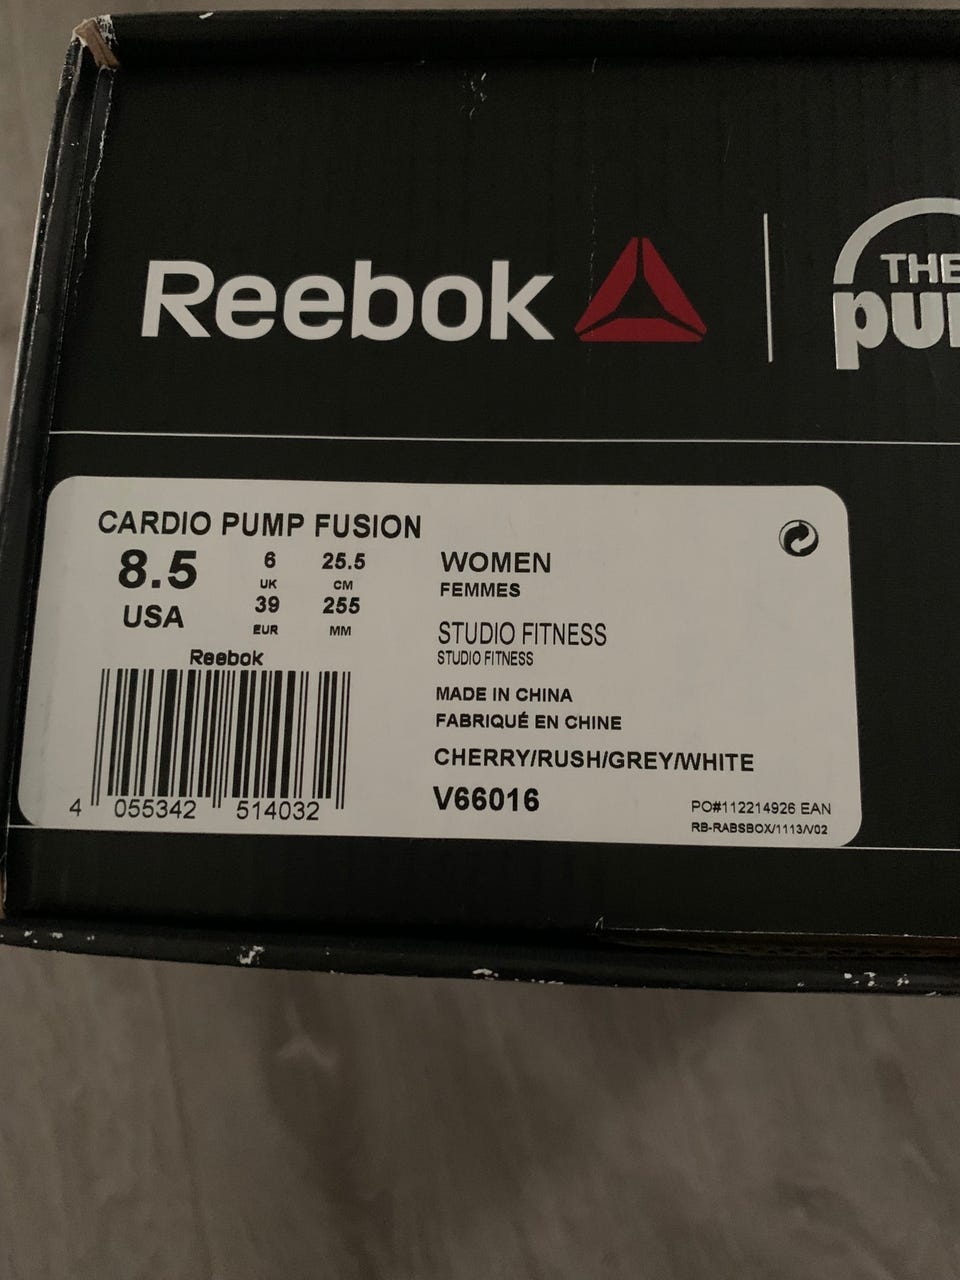 Reebok
THE
CARDIO PUMP FUSION
8.5
USA
6
UK
39
EUR
25.5
CM
255
MM
Reebok
4 055342 514032
WOMEN
FEMMES
STUDIO FITNESS
STUDIO FITNESS
MADE IN CHINA
FABRIQUÉ EN CHINE
CHERRY/RUSH/GREY/WHITE
V66016
PO#112214926 EAN
RB-RABSBOX/1113/V02